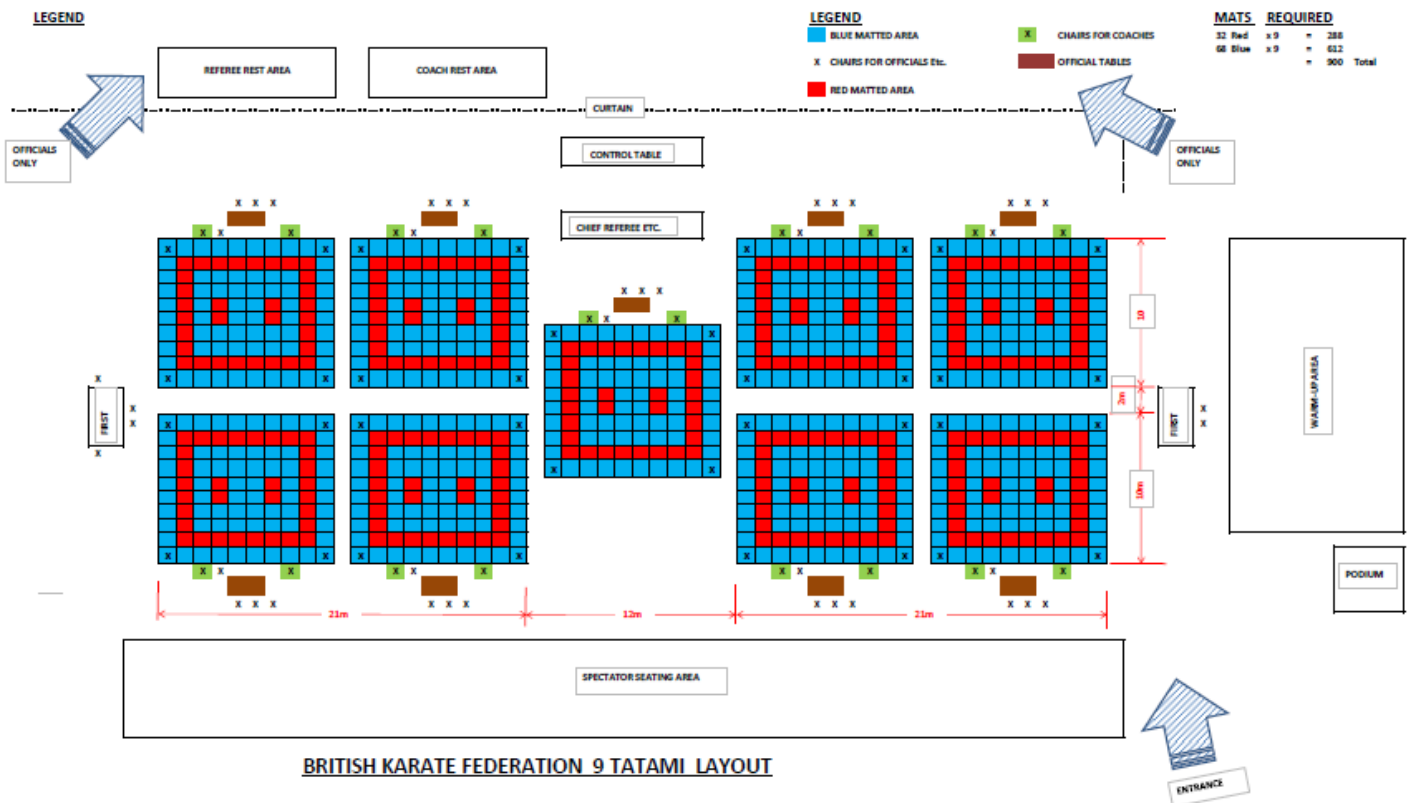 LEGEND
LEGEND
MATS REQUIRED
BLUE MATTED AREA
X CHAIRS FOR COACHES
32 Red x 9 = 288
X CHAIRS FOR OFFICIALS Etc.
OFFICIAL TABLES
68 Blue x 9 = 612
= 900 Total
RED MATTED AREA
REFEREE REST AREA
COACH REST AREA
CURTAIN
OFFICIALS
ONLY
CONTROL TABLE
OFFICIALS
ONLY
X X X
X X X
X X X
X X X
CHIEF REFEREE ETC.
X X X
X X X
X X X
X X X
X X
X X
X X
X X
X X X
X X X
X X
10
X X
X X
X X
X X
X
FIRST
X
X
X
2m
FIRST
X
X
WARM-UP AREA
X X
10m
X X
X X
X X
X X
X X X
X X X
X X X
X X X
X X X
X X X
X X X
X X X
PODIUM
21m
12m
21m
SPECTATOR SEATING AREA
BRITISH KARATE FEDERATION 9 TATAMI LAYOUT
ENTRANCE